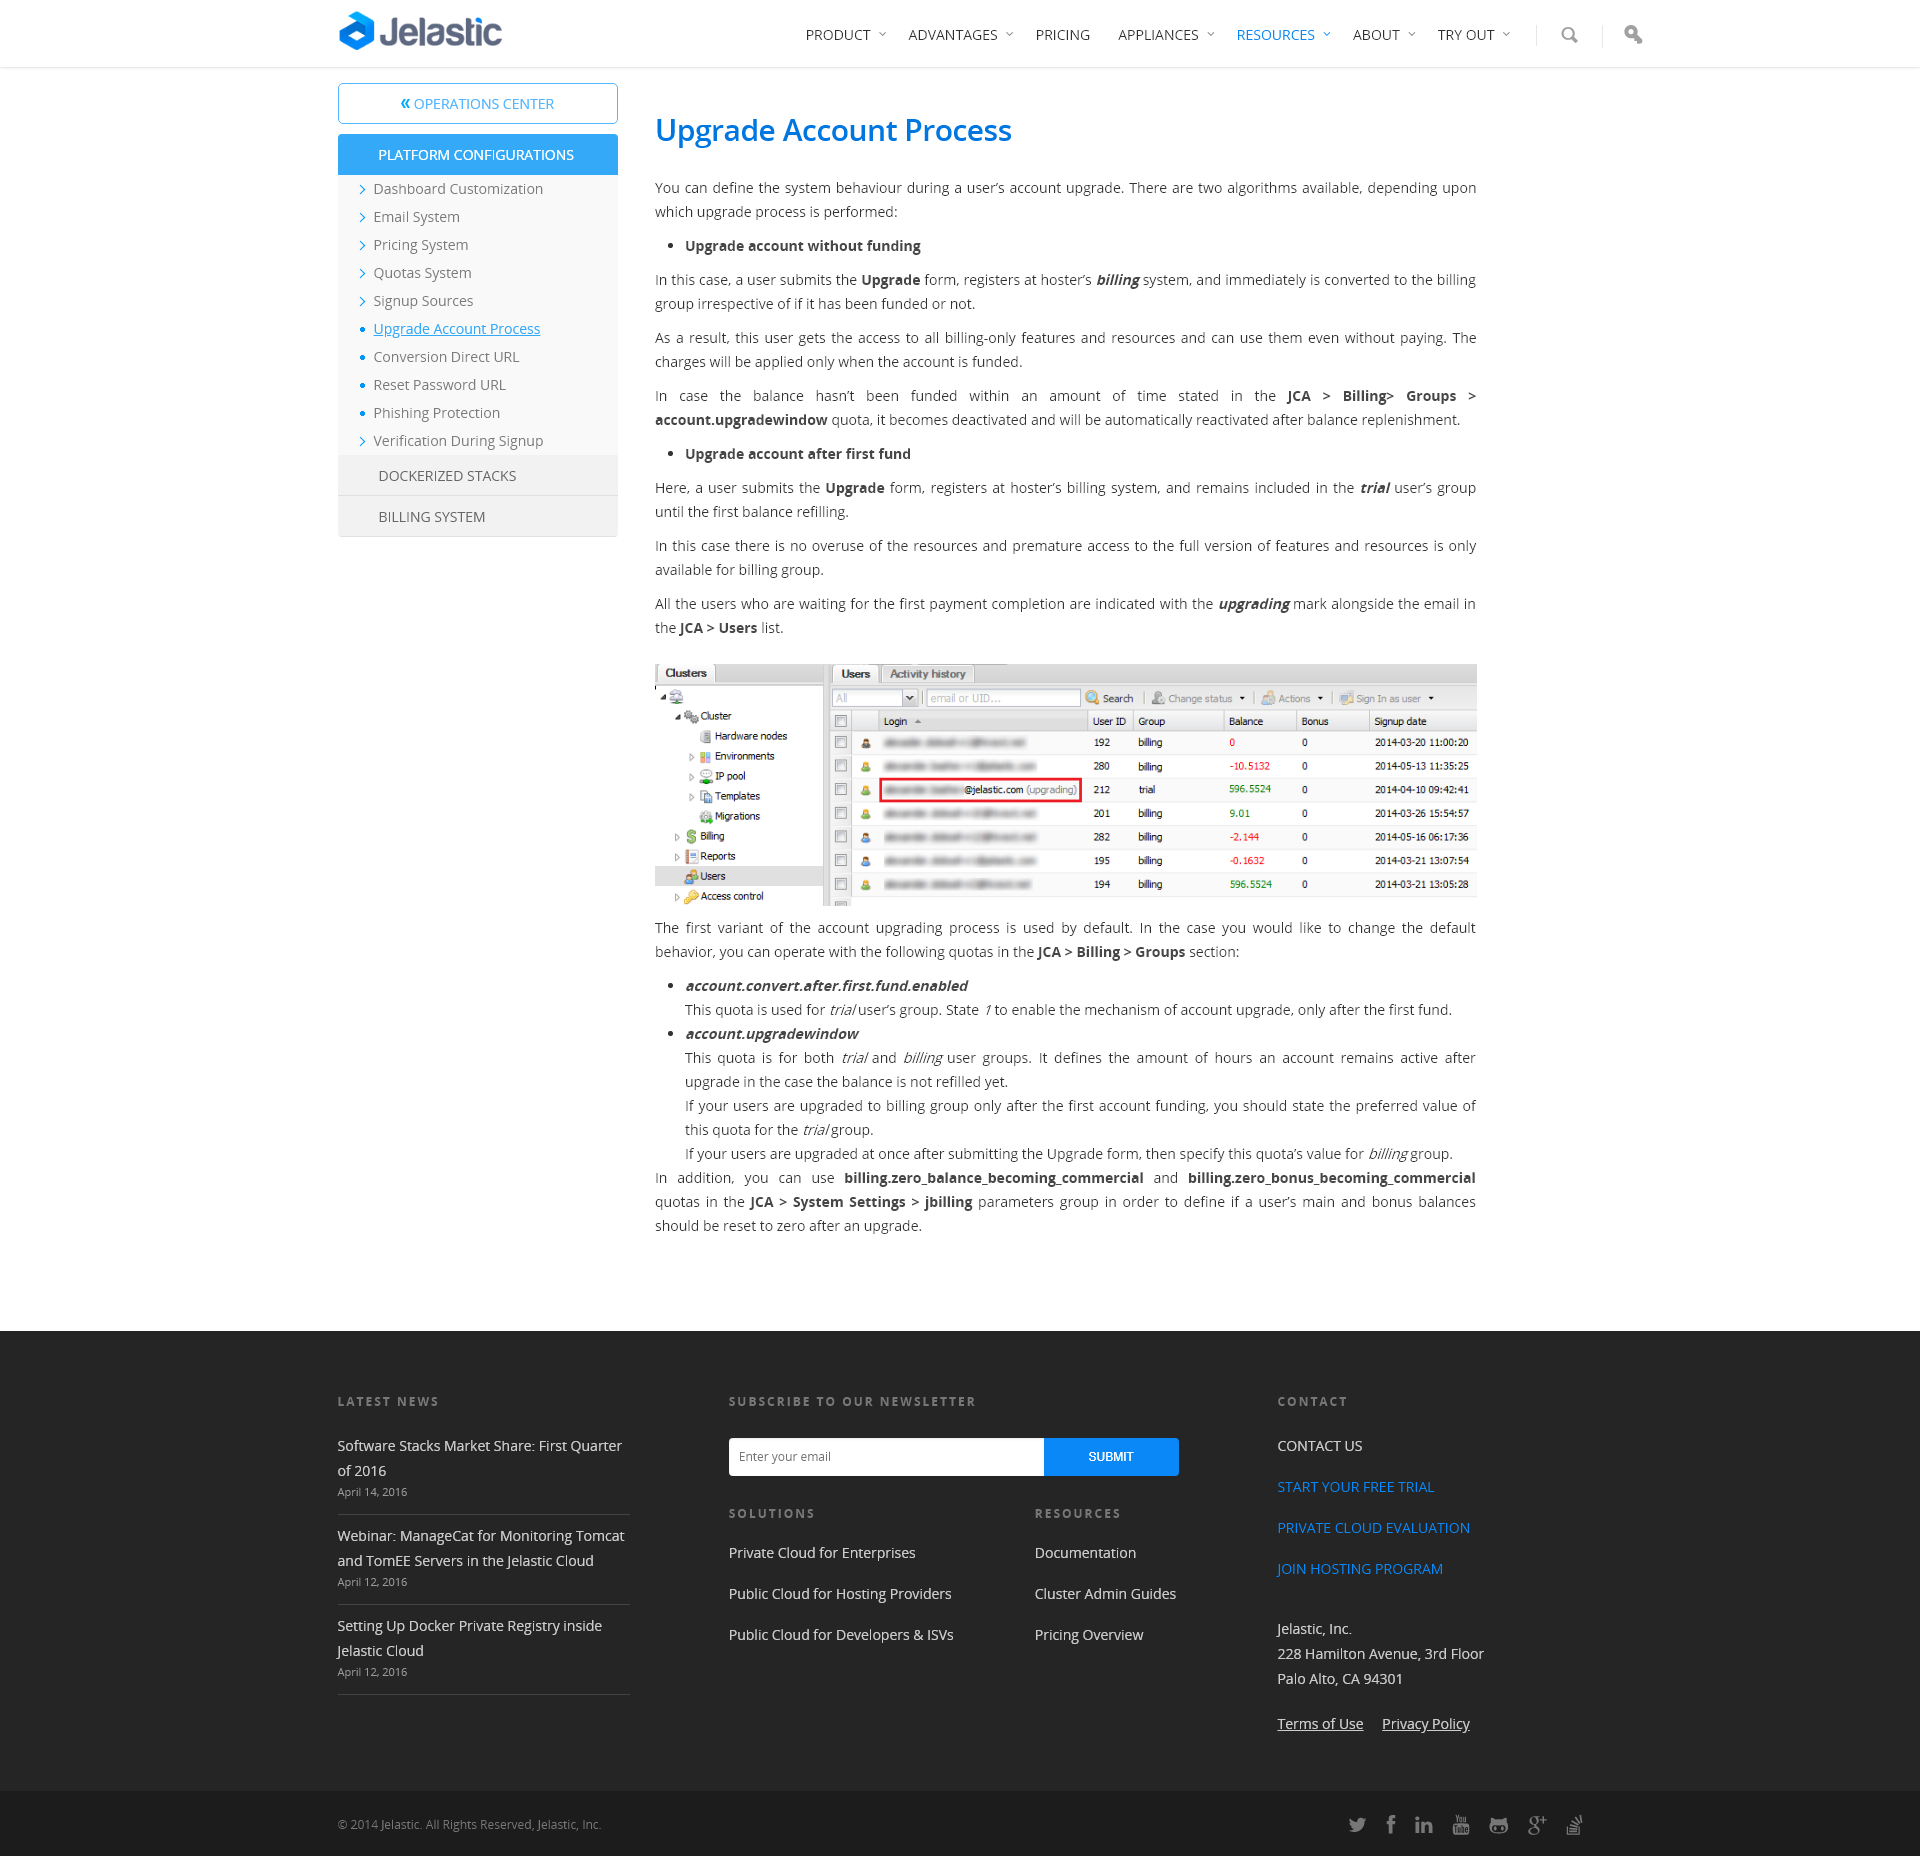 Jelastic
PRODUCT ADVANTAGES PRICING APPLIANCES RESOURCES ABOUT TRY OUT
« OPERATIONS CENTER
PLATFORM CONFIGURATIONS
Dashboard Customization
Email System
Pricing System
Quotas System
Signup Sources
Upgrade Account Process
Conversion Direct URL
Reset Password URL
Phishing Protection
Verification During Signup
DOCKERIZED STACKS
BILLING SYSTEM
Upgrade Account Process
You can define the system behaviour during a user's account upgrade. There are two algorithms available, depending upon
which upgrade process is performed:
• Upgrade account without funding
In this case, a user submits the Upgrade form, registers at hoster's billing system, and immediately is converted to the billing
group irrespective of if it has been funded or not.
As a result, this user gets the access to all billing-only features and resources and can use them even without paying. The
charges will be applied only when the account is funded.
In case the balance hasn't been funded within an amount of time stated in the JCA > Billing> Groups >
account.upgradewindow quota, it becomes deactivated and will be automatically reactivated after balance replenishment.
• Upgrade account after first fund
Here, a user submits the Upgrade form, registers at hoster's billing system, and remains included in the trial user's group
until the first balance refilling.
In this case there is no overuse of the resources and premature access to the full version of features and resources is only
available for billing group.
All the users who are waiting for the first payment completion are indicated with the upgrading mark alongside the email in
the JCA > Users list.
Clusters
Cluster
Hardware nodes
Environments
IP pool
Templates
Migrations
Billing
Reports
Users
Access control
Users Activity history
All email or UID... Search Change status Actions Sign In as user
Login User ID Group Balance Bonus Signup date
192 billing 0 0 2014-03-20 11:00:20
280 billing -10.5132 0 2014-05-13 11:35:25
@jelastic.com (upgrading) 212 trial 596.5524 0 2014-04-10 09:42:41
201 billing 9.01 0 2014-03-26 15:54:57
282 billing -2.144 0 2014-05-16 06:17:36
195 billing -0.1632 0 2014-03-21 13:07:54
194 billing 596.5524 0 2014-03-21 13:05:28
The first variant of the account upgrading process is used by default. In the case you would like to change the default
behavior, you can operate with the following quotas in the JCA > Billing > Groups section:
• account.convert.after.first.fund.enabled
This quota is used for trial user's group. State 1 to enable the mechanism of account upgrade, only after the first fund.
• account.upgradewindow
This quota is for both trial and billing user groups. It defines the amount of hours an account remains active after
upgrade in the case the balance is not refilled yet.
If your users are upgraded to billing group only after the first account funding, you should state the preferred value of
this quota for the trial group.
If your users are upgraded at once after submitting the Upgrade form, then specify this quota's value for billing group.
In addition, you can use billing.zero_balance_becoming_commercial and billing.zero_bonus_becoming_commercial
quotas in the JCA > System Settings > jbilling parameters group in order to define if a user's main and bonus balances
should be reset to zero after an upgrade.
LATEST NEWS
Software Stacks Market Share: First Quarter
of 2016
April 14, 2016
Webinar: ManageCat for Monitoring Tomcat
and TomEE Servers in the Jelastic Cloud
April 12, 2016
Setting Up Docker Private Registry inside
Jelastic Cloud
April 12, 2016
SUBSCRIBE TO OUR NEWSLETTER
Enter your email SUBMIT
SOLUTIONS
Private Cloud for Enterprises
Public Cloud for Hosting Providers
Public Cloud for Developers & ISVs
RESOURCES
Documentation
Cluster Admin Guides
Pricing Overview
CONTACT
CONTACT US
START YOUR FREE TRIAL
PRIVATE CLOUD EVALUATION
JOIN HOSTING PROGRAM
Jelastic, Inc.
228 Hamilton Avenue, 3rd Floor
Palo Alto, CA 94301
Terms of Use Privacy Policy
© 2014 Jelastic. All Rights Reserved, Jelastic, Inc.